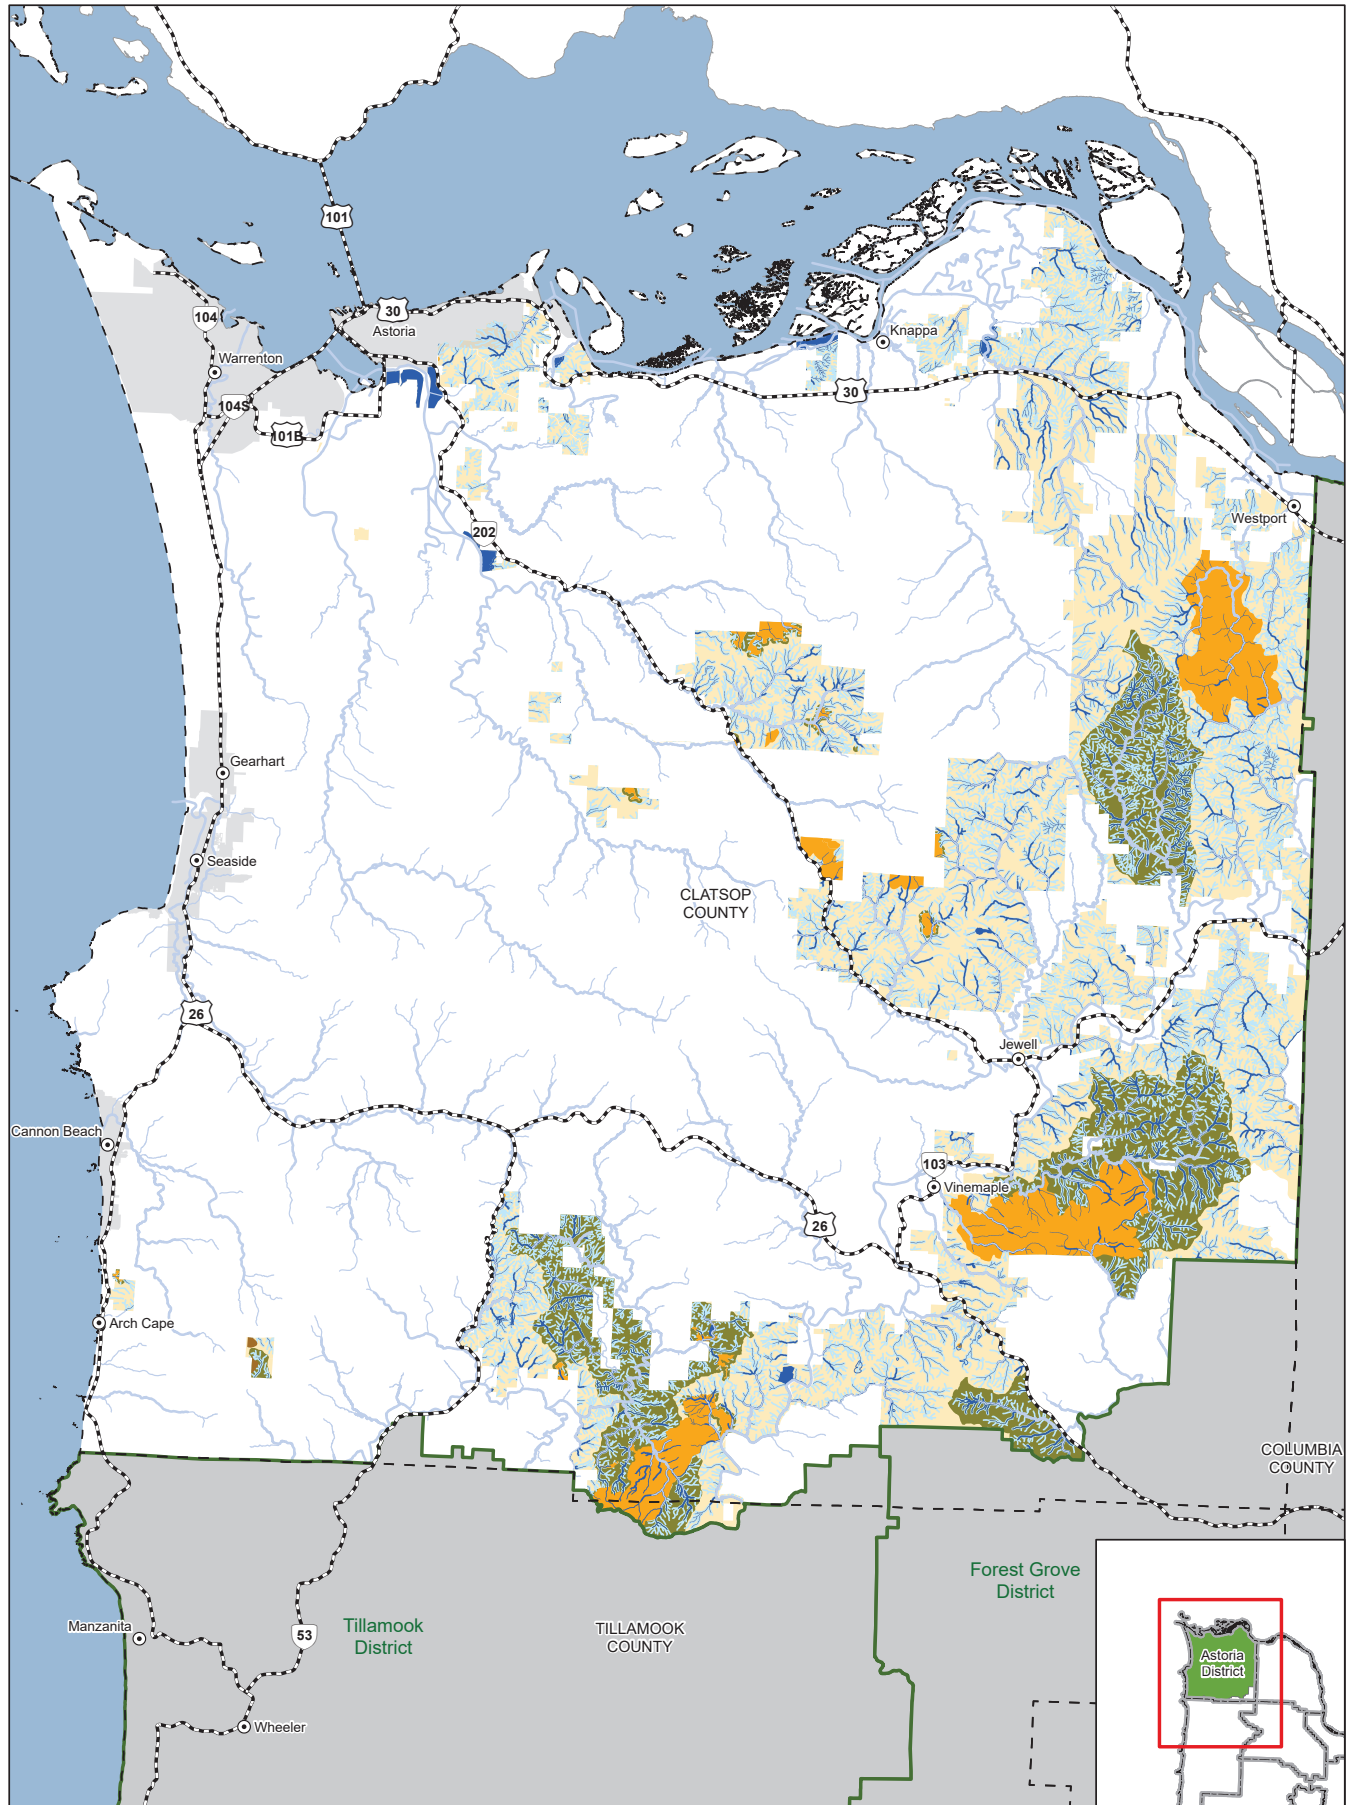 101
104
30
Astoria
Knappa
Warrenton
30
104S
101B
Westport
202
Gearhart
Seaside
CLATSOP
COUNTY
26
Jewell
Cannon Beach
103
Vinemaple
26
Arch Cape
COLUMBIA
COUNTY
Forest Grove
District
Manzanita
53
Tillamook
District
TILLAMOOK
COUNTY
Astoria
District
Wheeler